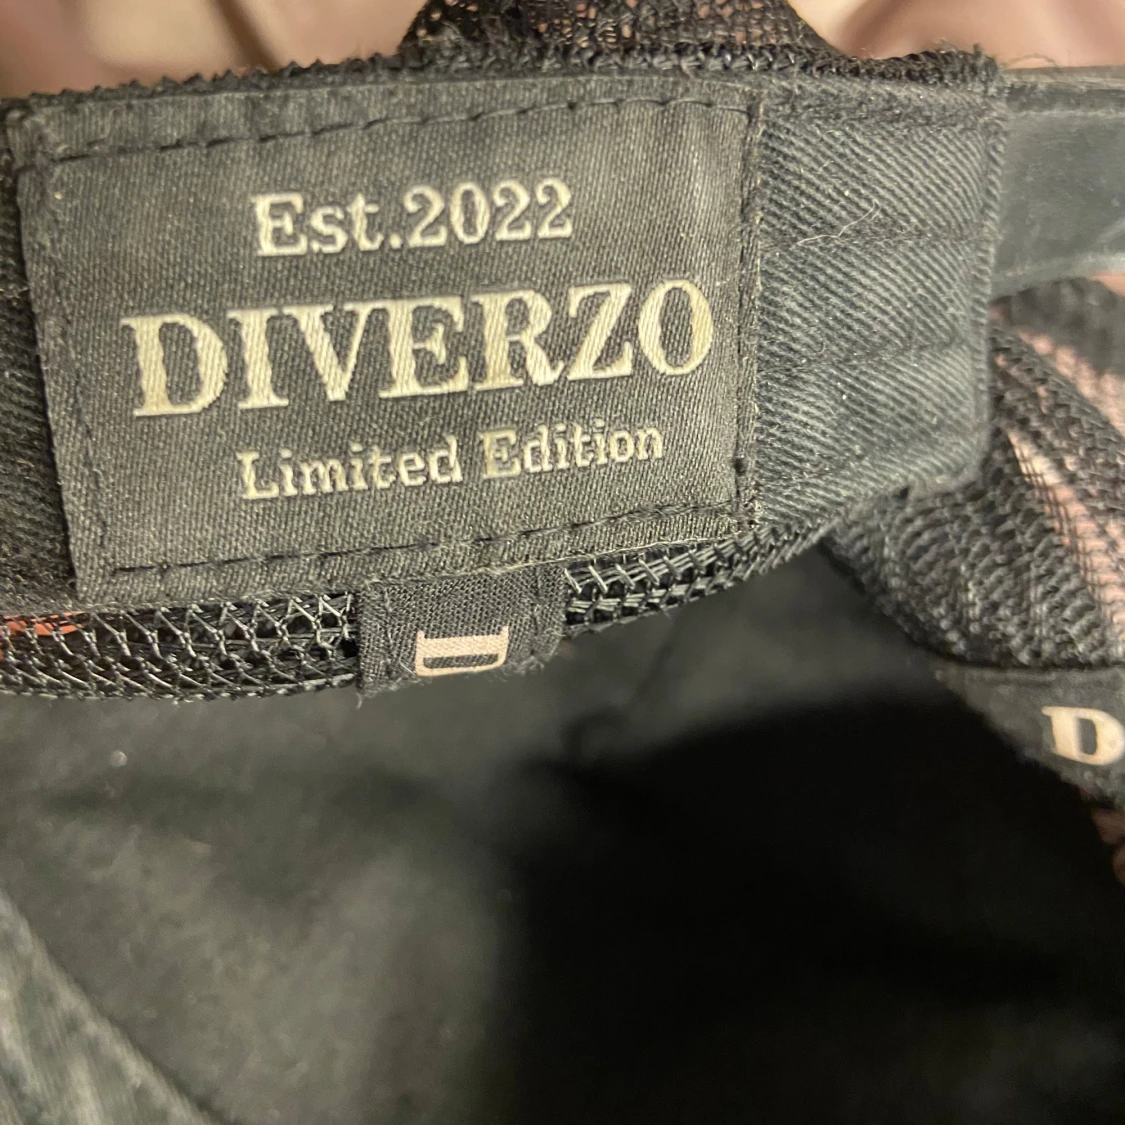 Est.2022
DIVERZO
Limited Edition
D
D